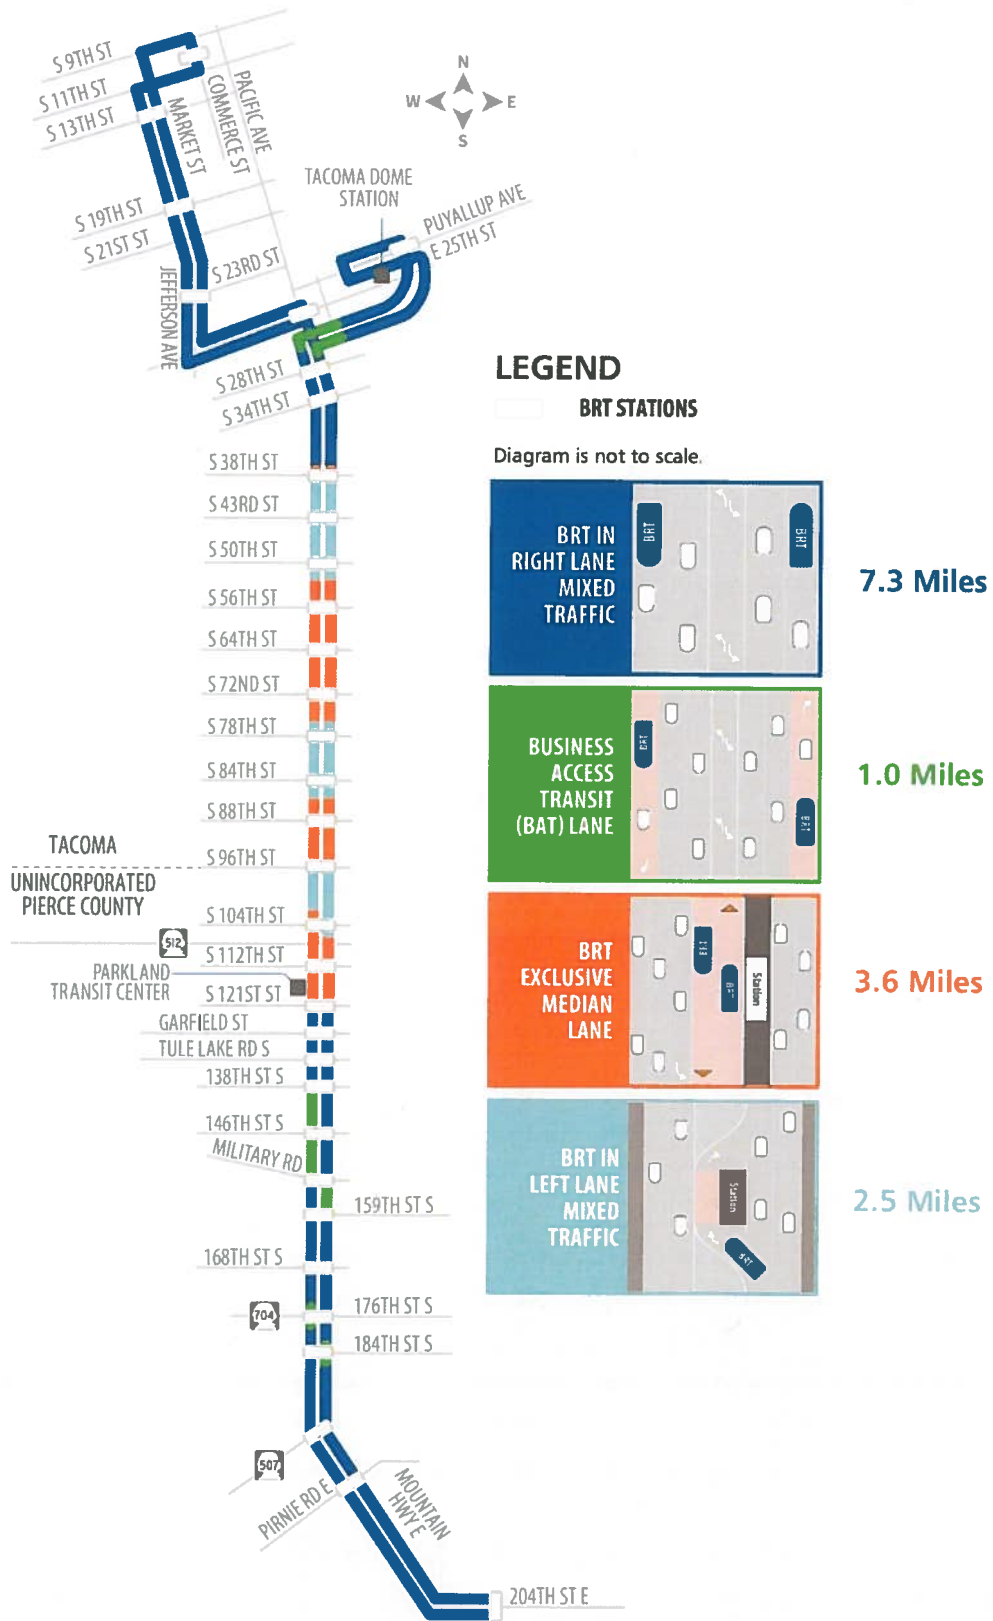 S 9TH ST
S 11TH ST
S 13TH ST
MARKET ST
COMMERCE ST
PACIFIC AVE
N
W
E
S
TACOMA DOME
STATION
PUYALLUP AVE
E 25TH ST
S 19TH ST
S 21ST ST
S 23RD ST
JEFFERSON AVE
S 28TH ST
S 34TH ST
S 38TH ST
S 43RD ST
S 50TH ST
S 56TH ST
S 64TH ST
S 72ND ST
S 78TH ST
S 84TH ST
S 88TH ST
TACOMA
S 96TH ST
UNINCORPORATED
PIERCE COUNTY
S 104TH ST
512
S 112TH ST
PARKLAND
TRANSIT CENTER
S 121ST ST
GARFIELD ST
TULE LAKE RD S
138TH ST S
146TH ST S
MILITARY RD
159TH ST S
168TH ST S
704
176TH ST S
184TH ST S
507
PIRNIE RD E
MOUNTAIN
HWY E
204TH ST E
LEGEND
BRT STATIONS
Diagram is not to scale.
BRT IN
RIGHT LANE
MIXED
TRAFFIC
BRT
BRT
7.3 Miles
BUSINESS
ACCESS
TRANSIT
(BAT) LANE
BRT
1.0 Miles
BRT
EXCLUSIVE
MEDIAN
LANE
Station
3.6 Miles
BRT IN
LEFT LANE
MIXED
TRAFFIC
Station
BRT
2.5 Miles